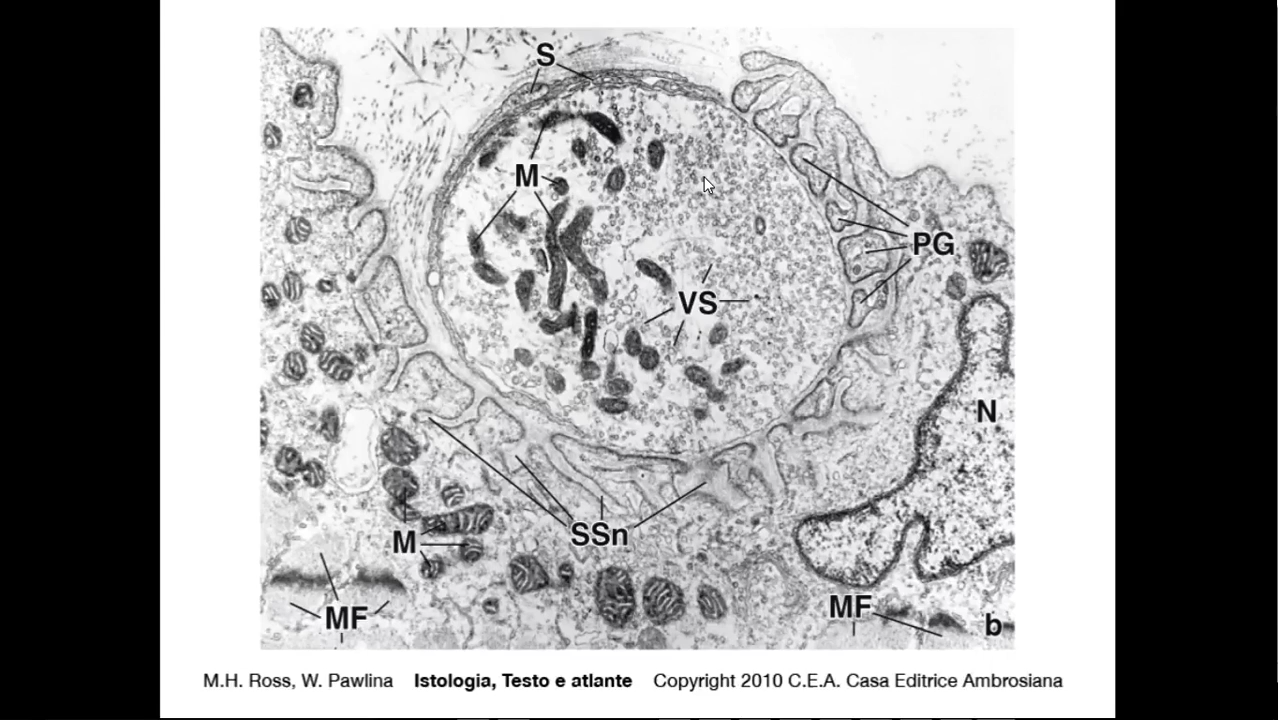 S
M
PG
VS
N
SSn
M
MF
MF
b
M.H. Ross, W. Pawlina Istologia, Testo e atlante Copyright 2010 C.E.A. Casa Editrice Ambrosiana